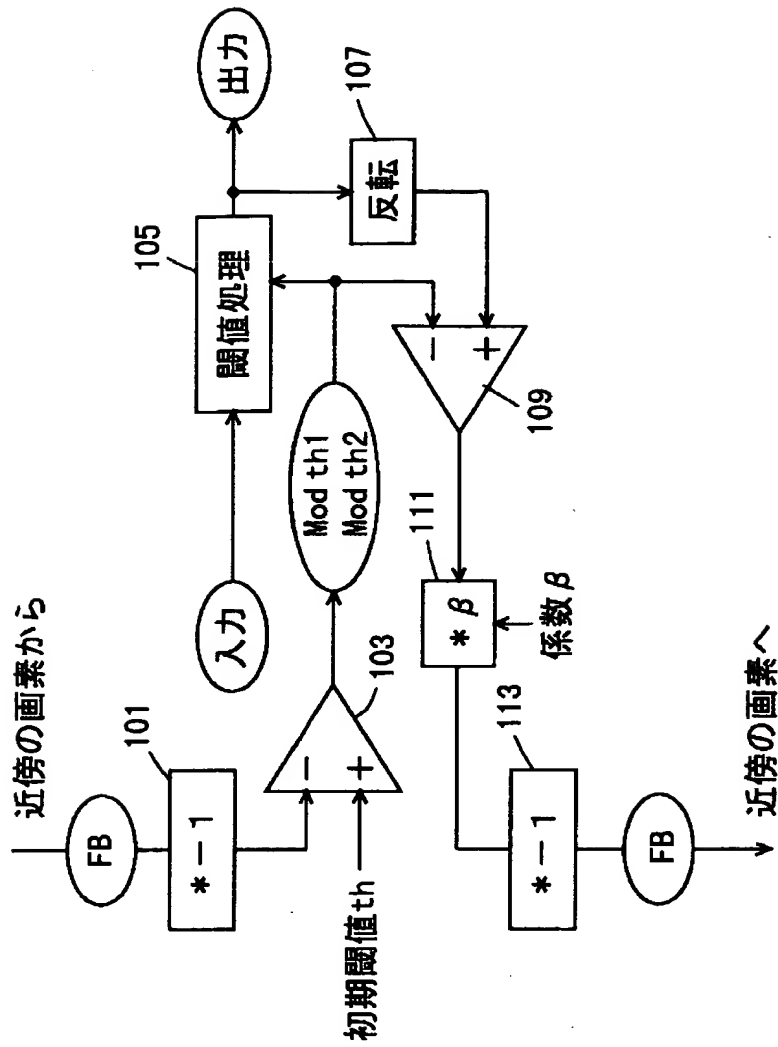 近傍の画素から
FB
101
*-1
初期閾値th
-
+
103
入力
Mod th1
Mod th2
105
閾値処理
出力
107
反転
-
+
109
111
*β
係数β
113
*-1
FB
近傍の画素へ